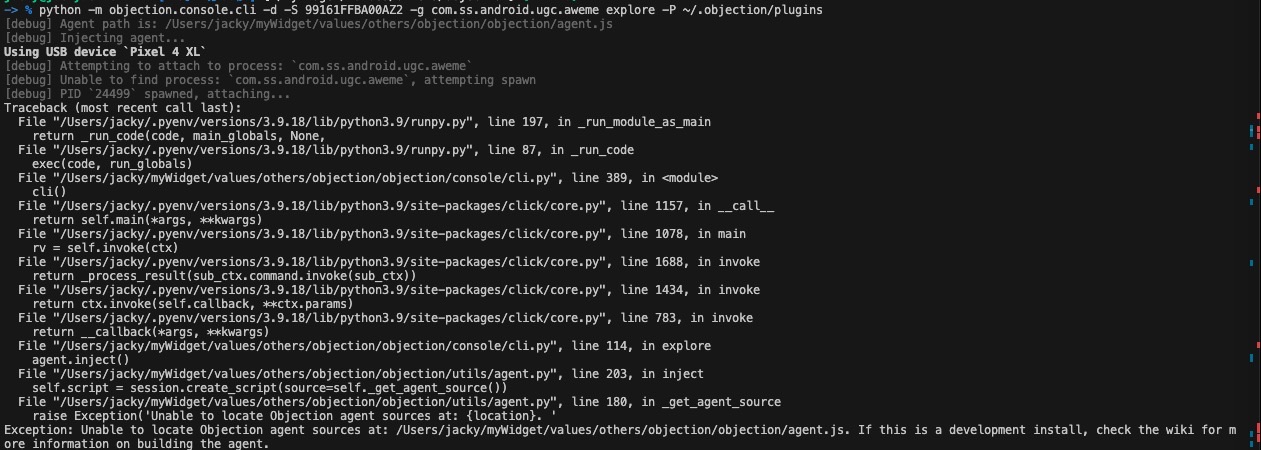 -> % python -m objection.console.cli -d -S 99161FFBA00AZ2 -g com.ss.android.ugc.aweme explore -P ~/.objection/plugins
[debug] Agent path is: /Users/jacky/myWidget/values/others/objection/objection/agent.js
[debug] Injecting agent...
Using USB device `Pixel 4 XL`
[debug] Attempting to attach to process: `com.ss.android.ugc.aweme`
[debug] Unable to find process: `com.ss.android.ugc.aweme`, attempting spawn
[debug] PID `24499` spawned, attaching...
Traceback (most recent call last):
  File "/Users/jacky/.pyenv/versions/3.9.18/lib/python3.9/runpy.py", line 197, in _run_module_as_main
    return _run_code(code, main_globals, None,
  File "/Users/jacky/.pyenv/versions/3.9.18/lib/python3.9/runpy.py", line 87, in _run_code
    exec(code, run_globals)
  File "/Users/jacky/myWidget/values/others/objection/objection/console/cli.py", line 389, in <module>
    cli()
  File "/Users/jacky/.pyenv/versions/3.9.18/lib/python3.9/site-packages/click/core.py", line 1157, in __call__
    return self.main(*args, **kwargs)
  File "/Users/jacky/.pyenv/versions/3.9.18/lib/python3.9/site-packages/click/core.py", line 1078, in main
    rv = self.invoke(ctx)
  File "/Users/jacky/.pyenv/versions/3.9.18/lib/python3.9/site-packages/click/core.py", line 1688, in invoke
    return _process_result(sub_ctx.command.invoke(sub_ctx))
  File "/Users/jacky/.pyenv/versions/3.9.18/lib/python3.9/site-packages/click/core.py", line 1434, in invoke
    return ctx.invoke(self.callback, **ctx.params)
  File "/Users/jacky/.pyenv/versions/3.9.18/lib/python3.9/site-packages/click/core.py", line 783, in invoke
    return __callback(*args, **kwargs)
  File "/Users/jacky/myWidget/values/others/objection/objection/console/cli.py", line 114, in explore
    agent.inject()
  File "/Users/jacky/myWidget/values/others/objection/objection/utils/agent.py", line 203, in inject
    self.script = session.create_script(source=self._get_agent_source())
  File "/Users/jacky/myWidget/values/others/objection/objection/utils/agent.py", line 180, in _get_agent_source
    raise Exception('Unable to locate Objection agent sources at: {location}. '
Exception: Unable to locate Objection agent sources at: /Users/jacky/myWidget/values/others/objection/objection/agent.js. If this is a development install, check the wiki for m
ore information on building the agent.